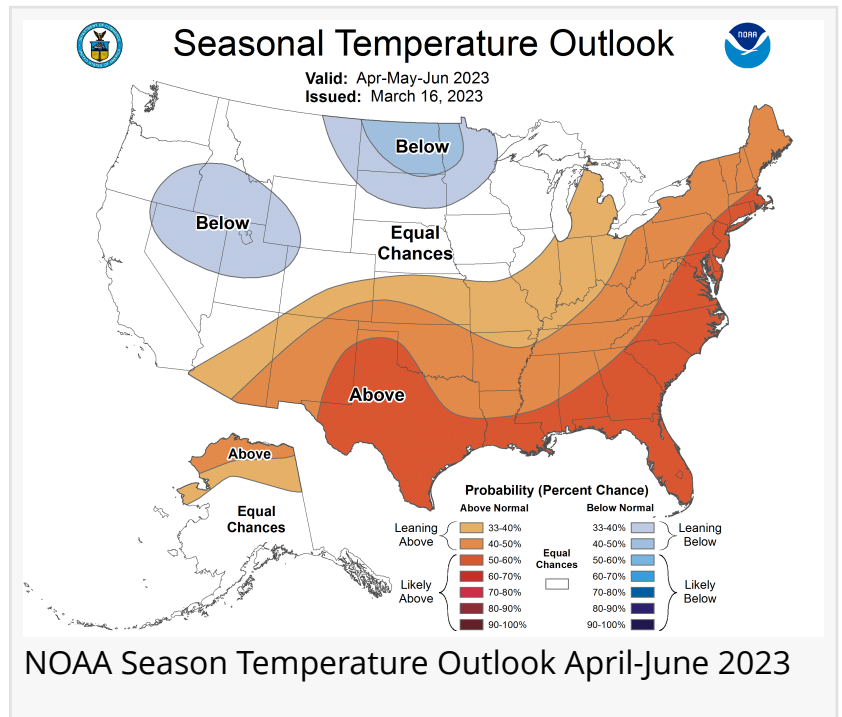 Seasonal Temperature Outlook
NOAA
Valid: Apr-May-Jun 2023
Issued: March 16, 2023
Below
Below
Equal
Chances
Above
Above
Equal
Chances
Probability (Percent Chance)
Above Normal
Below Normal
Leaning
Above
33-40%
40-50%
Likely
Above
50-60%
60-70%
70-80%
80-90%
90-100%
Equal
Chances
33-40%
40-50%
Leaning
Below
50-60%
60-70%
70-80%
80-90%
90-100%
Likely
Below
NOAA Season Temperature Outlook April-June 2023